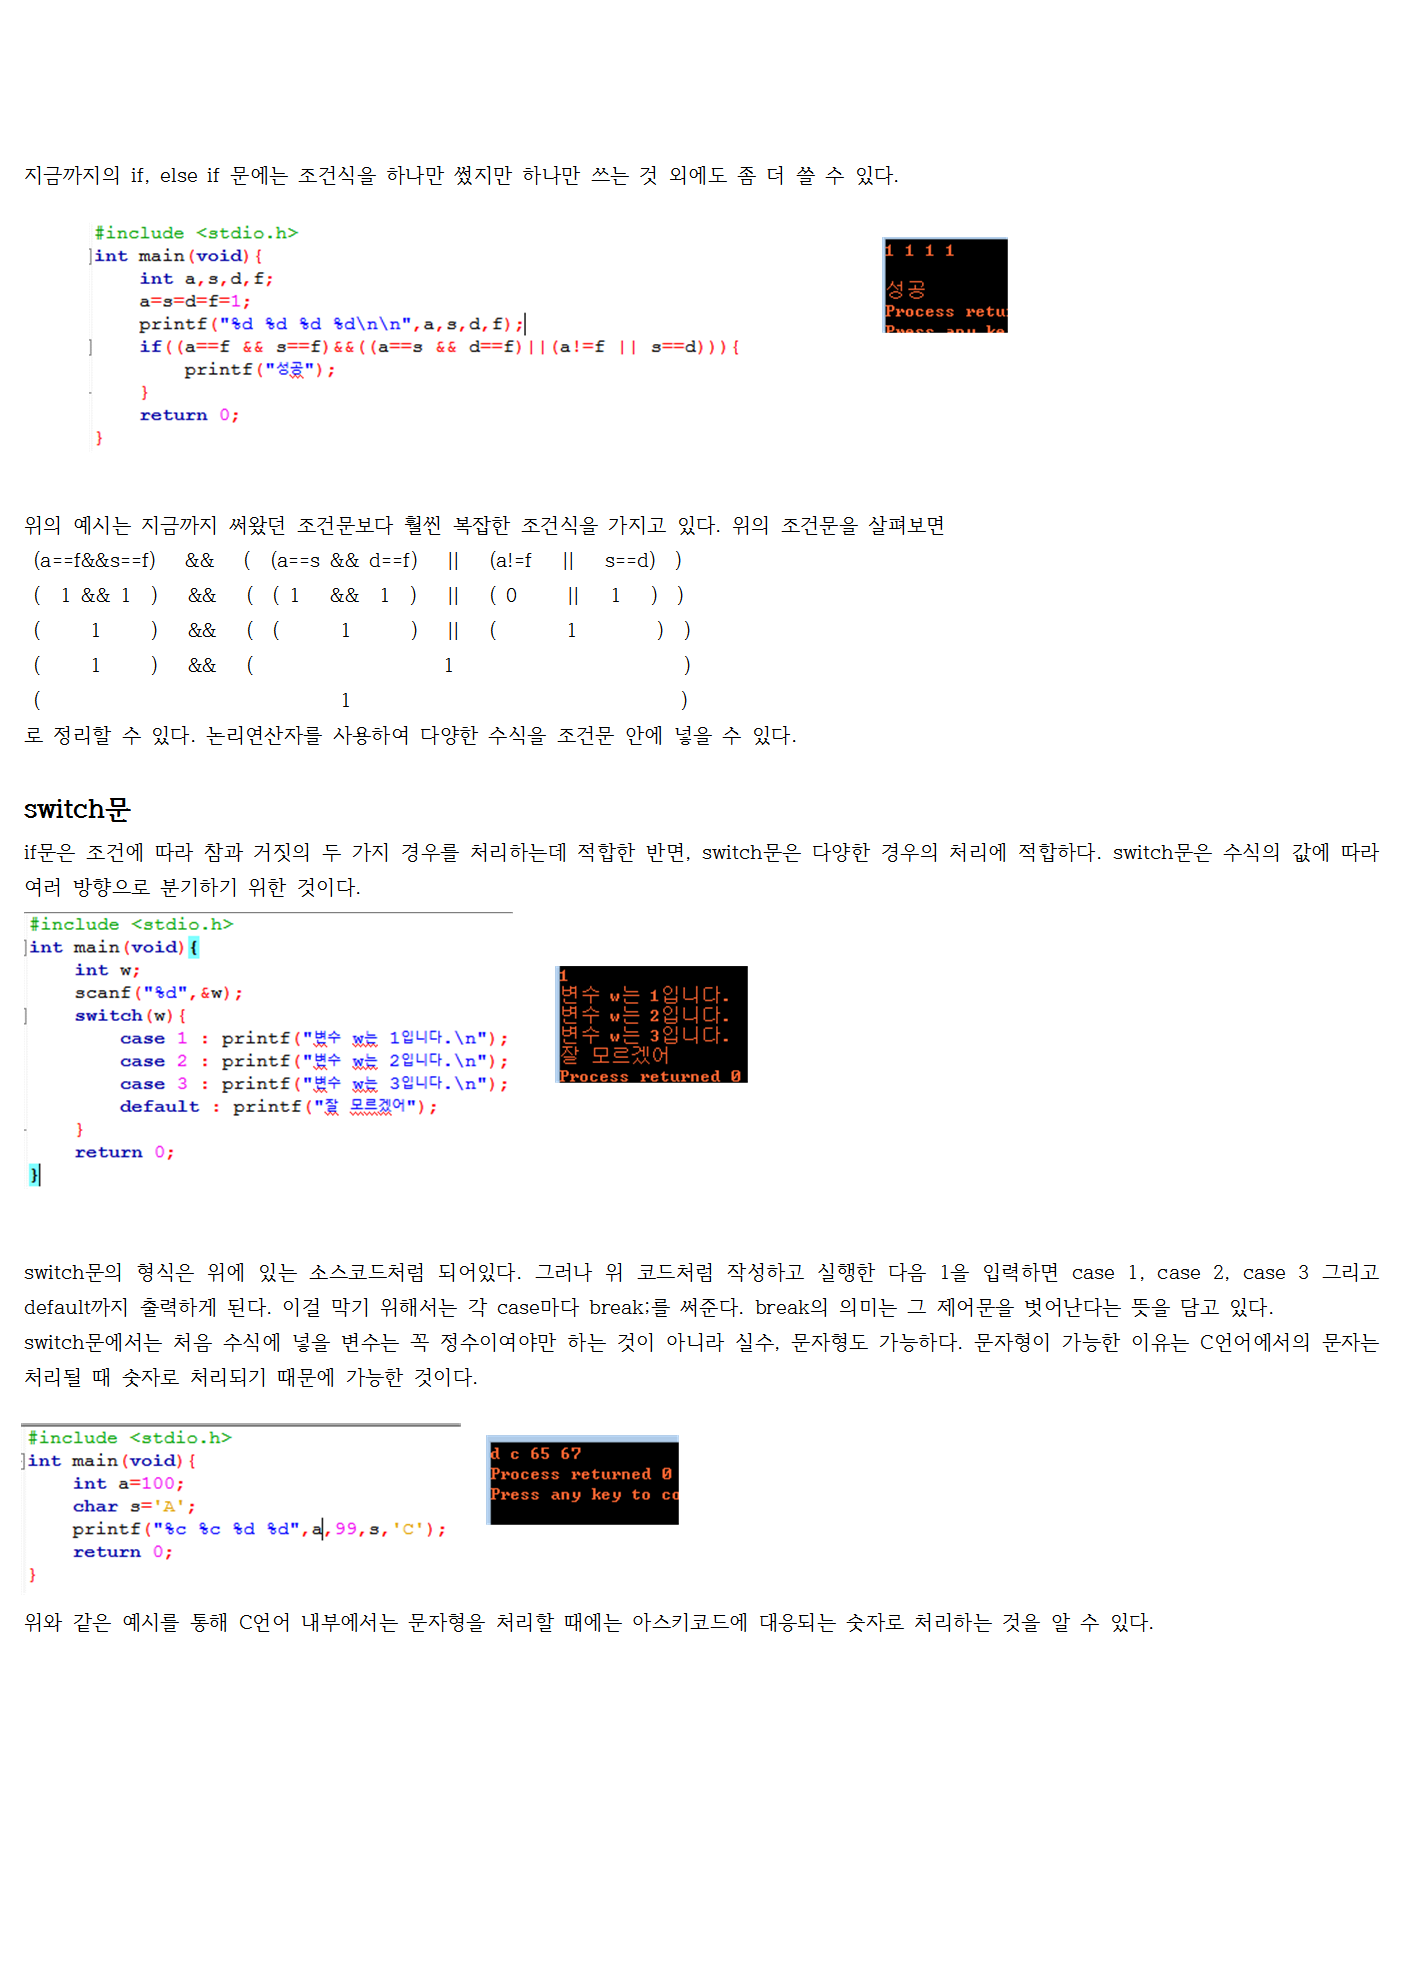 지금까지의 if, else if 문에는 조건식을 하나만 썼지만 하나만 쓰는 것 외에도 좀 더 쓸 수 있다.
#include <stdio.h>
int main(void){
    int a,s,d,f;
    a=s=d=f=1;
    printf("%d %d %d %d\n\n",a,s,d,f);
    if((a==f && s==f)&&((a==s && d==f)||(a!=f || s==d))){
        printf("성공");
    }
    return 0;
}
1 1 1 1
성공
Process retu
Press any ke
위의 예시는 지금까지 써왔던 조건문보다 훨씬 복잡한 조건식을 가지고 있다. 위의 조건문을 살펴보면
(a==f&&s==f) && ( (a==s && d==f) || (a!=f || s==d) )
( 1 && 1 ) && ( ( 1 && 1 ) || ( 0 || 1 ) )
( 1 ) && ( ( 1 ) || ( 1 ) )
( 1 ) && ( 1 )
( 1 )
로 정리할 수 있다. 논리연산자를 사용하여 다양한 수식을 조건문 안에 넣을 수 있다.
switch문
if문은 조건에 따라 참과 거짓의 두 가지 경우를 처리하는데 적합한 반면, switch문은 다양한 경우의 처리에 적합하다. switch문은 수식의 값에 따라
여러 방향으로 분기하기 위한 것이다.
#include <stdio.h>
int main(void){
    int w;
    scanf("%d",&w);
    switch(w){
        case 1 : printf("변수 w는 1입니다.\n");
        case 2 : printf("변수 w는 2입니다.\n");
        case 3 : printf("변수 w는 3입니다.\n");
        default : printf("잘 모르겠어");
    }
    return 0;
}
1
변수 w는 1입니다.
변수 w는 2입니다.
변수 w는 3입니다.
잘 모르겠어
Process returned 0
switch문의 형식은 위에 있는 소스코드처럼 되어있다. 그러나 위 코드처럼 작성하고 실행한 다음 1을 입력하면 case 1, case 2, case 3 그리고
default까지 출력하게 된다. 이걸 막기 위해서는 각 case마다 break;를 써준다. break의 의미는 그 제어문을 벗어난다는 뜻을 담고 있다.
switch문에서는 처음 수식에 넣을 변수는 꼭 정수이여야만 하는 것이 아니라 실수, 문자형도 가능하다. 문자형이 가능한 이유는 C언어에서의 문자는
처리될 때 숫자로 처리되기 때문에 가능한 것이다.
#include <stdio.h>
int main(void){
    int a=100;
    char s='A';
    printf("%c %c %d %d",a,99,s,'C');
    return 0;
}
d c 65 67
Process returned 0
Press any key to co
위와 같은 예시를 통해 C언어 내부에서는 문자형을 처리할 때에는 아스키코드에 대응되는 숫자로 처리하는 것을 알 수 있다.